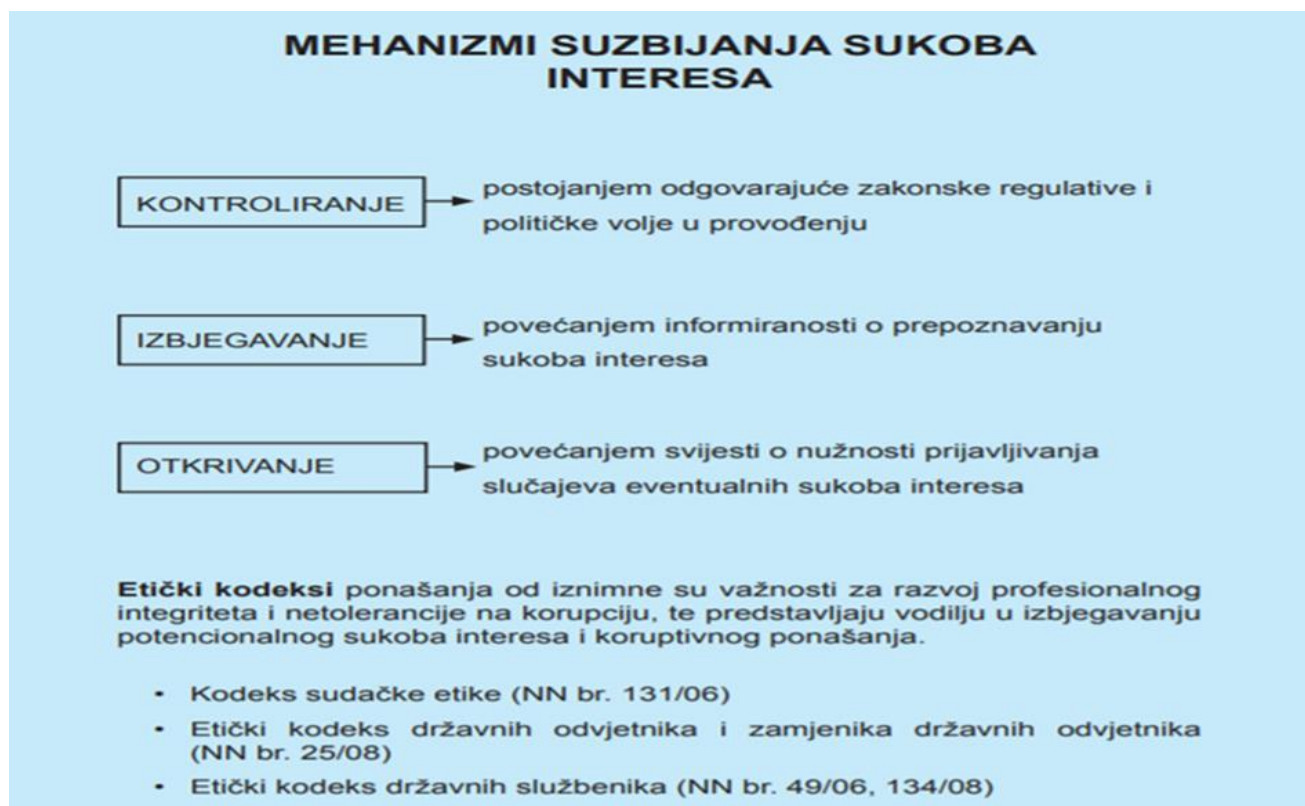 MEHANIZMI SUZBIJANJA SUKOBA
INTERESA
KONTROLIRANJE
postojanjem odgovarajuće zakonske regulative i
političke volje u provođenju
IZBJEGAVANJE
povećanjem informiranosti o prepoznavanju
sukoba interesa
OTKRIVANJE
povećanjem svijesti o nužnosti prijavljivanja
slučajeva eventualnih sukoba interesa
Etički kodeksi ponašanja od iznimne su važnosti za razvoj profesionalnog
integriteta i netolerancije na korupciju, te predstavljaju vodilju u izbjegavanju
potencionalnog sukoba interesa i koruptivnog ponašanja.
• Kodeks sudačke etike (NN br. 131/06)
• Etički kodeks državnih odvjetnika i zamjenika državnih odvjetnika
(NN br. 25/08)
• Etički kodeks državnih službenika (NN br. 49/06, 134/08)